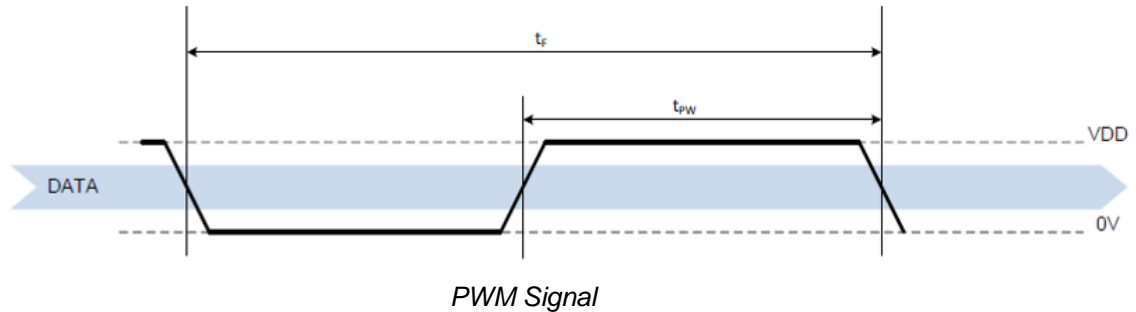 tF
tPW
VDD
DATA
0V
PWM Signal